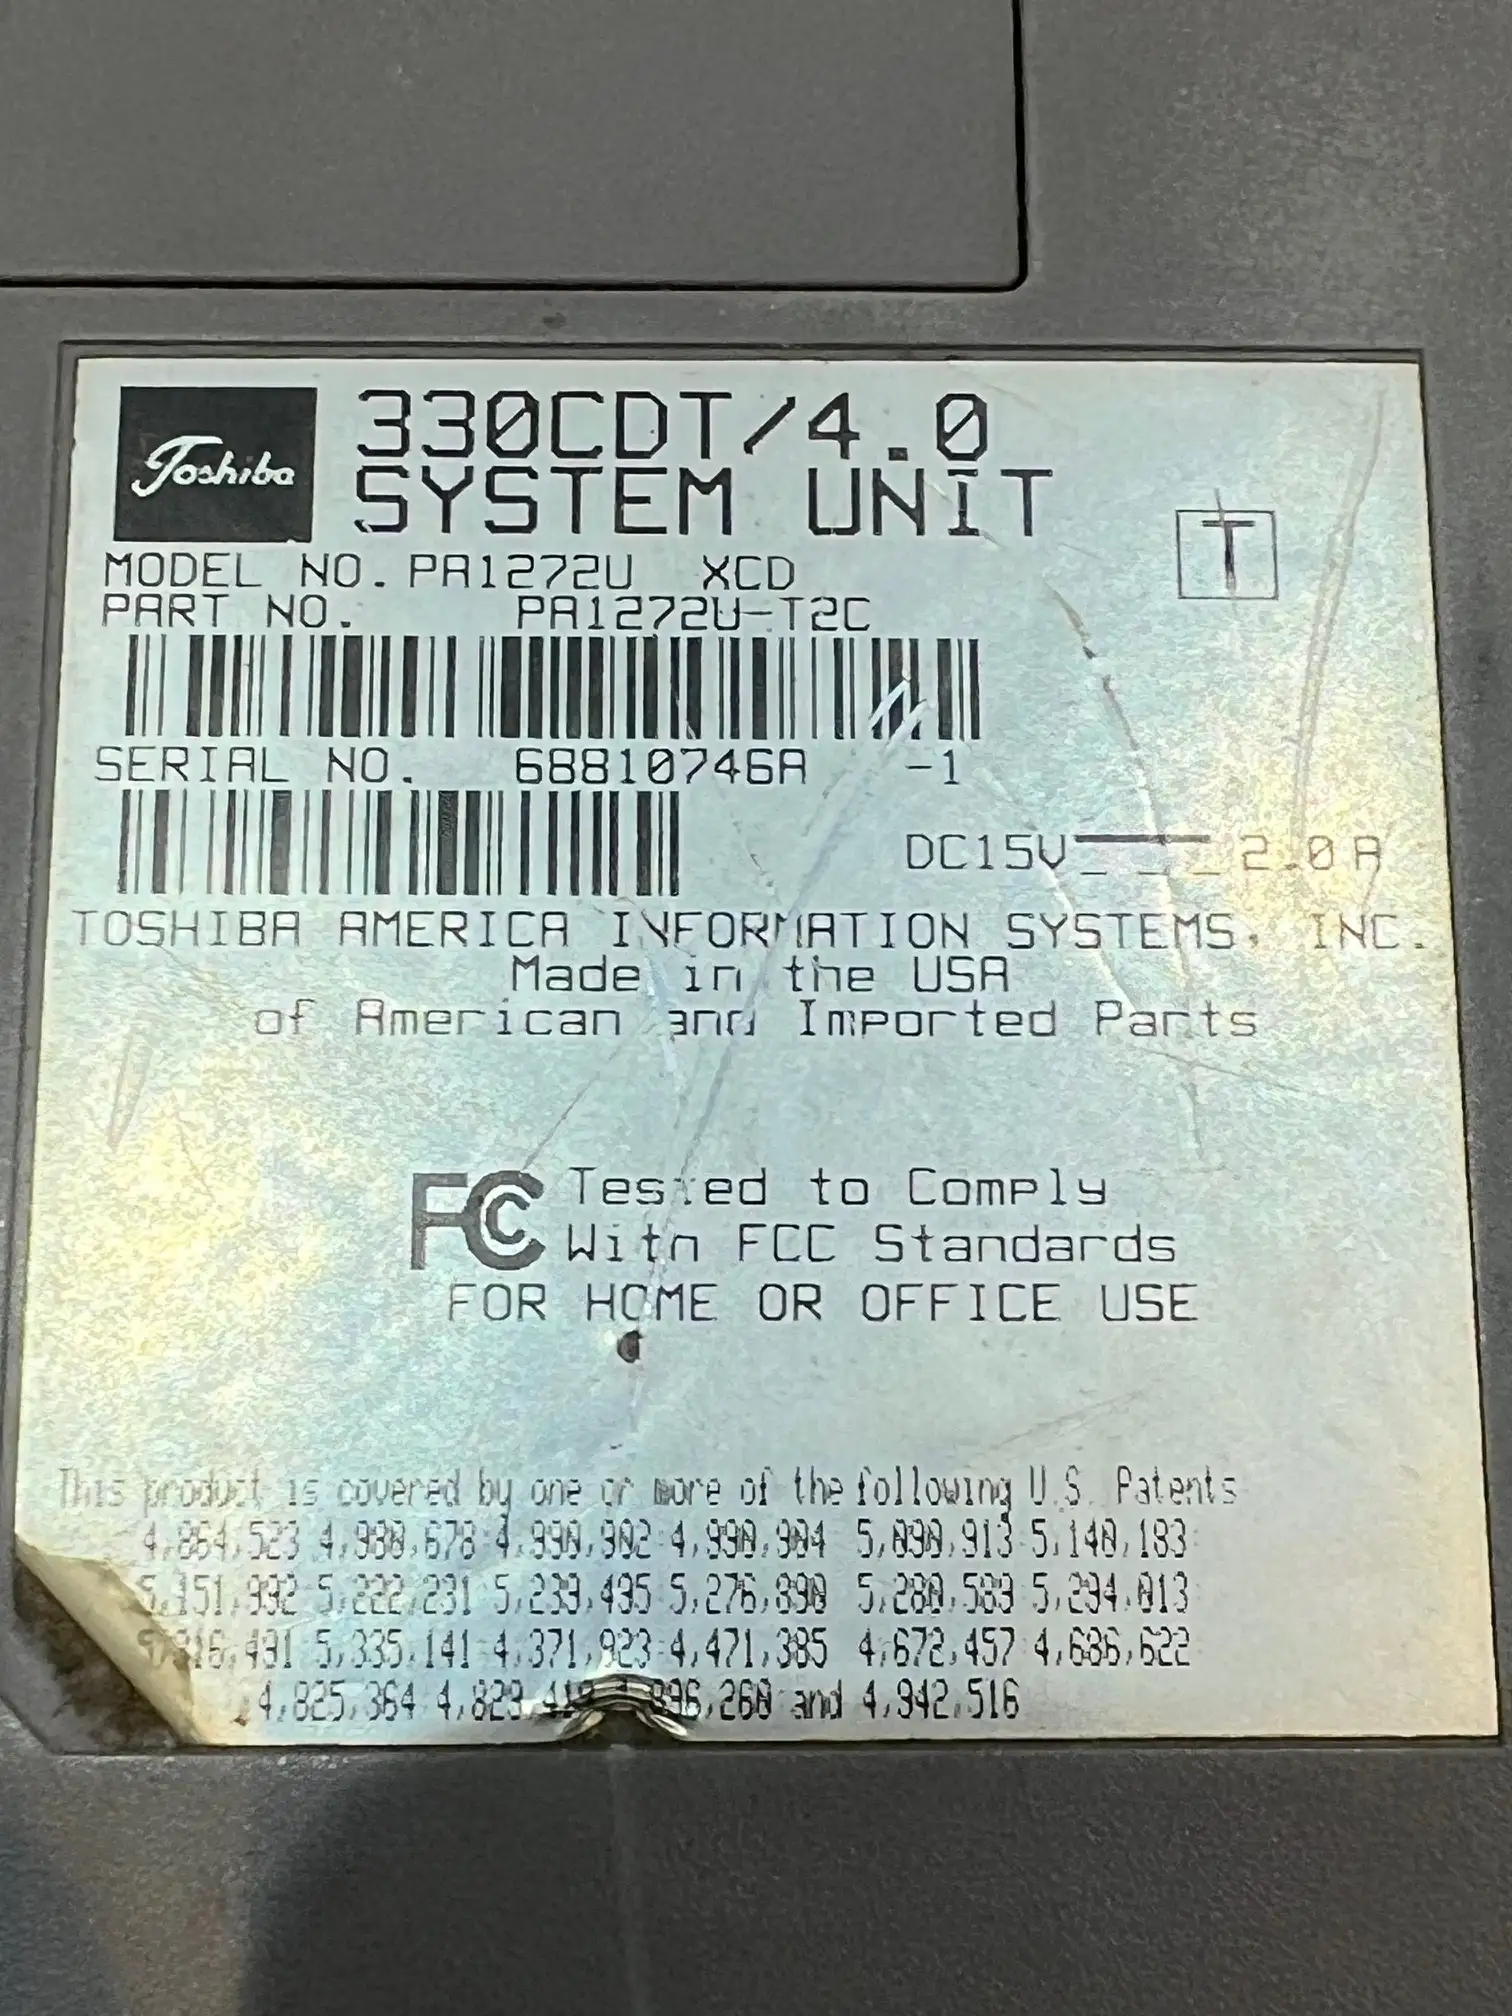 Toshiba
330CDT/4.0
SYSTEM UNIT
T
MODEL NO. PA1272U XCD
PART NO. PA1272U-T2C
SERIAL NO. 68810746A -1
DC15V 2.0A
TOSHIBA AMERICA INFORMATION SYSTEMS, INC.
Made in the USA
of American and Imported Parts
FCC Tested to Comply
With FCC Standards
FOR HOME OR OFFICE USE
This product is covered by one or more of the following U.S. Patents
4,864,523 4,980,678 4,990,902 4,990,904 5,090,913 5,140,183
5,151,992 5,222,231 5,239,495 5,276,890 5,280,589 5,294,013
5,335,141 4,371,923 4,471,385 4,672,457 4,686,622
4,825,364 and 4,942,516